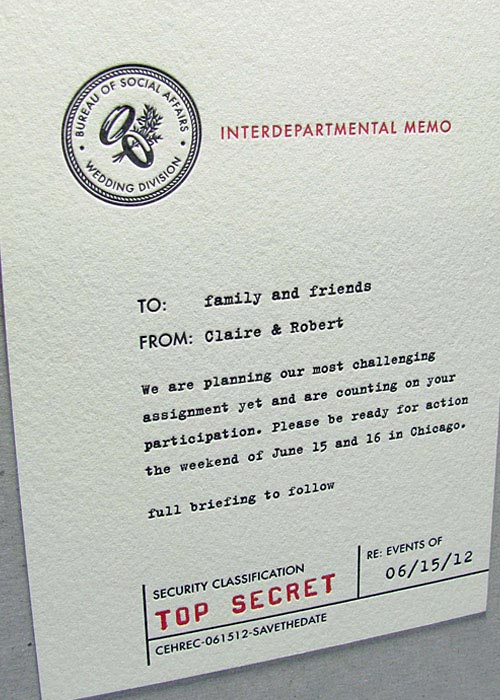 • BUREAU OF SOCIAL AFFAIRS •
WEDDING DIVISION
INTERDEPARTMENTAL MEMO
TO: family and friends
FROM: Claire & Robert
We are planning our most challenging
assignment yet and are counting on your
participation. Please be ready for action
the weekend of June 15 and 16 in Chicago.
full briefing to follow
SECURITY CLASSIFICATION
TOP SECRET
RE: EVENTS OF
06/15/12
CEHREC-061512-SAVETHEDATE